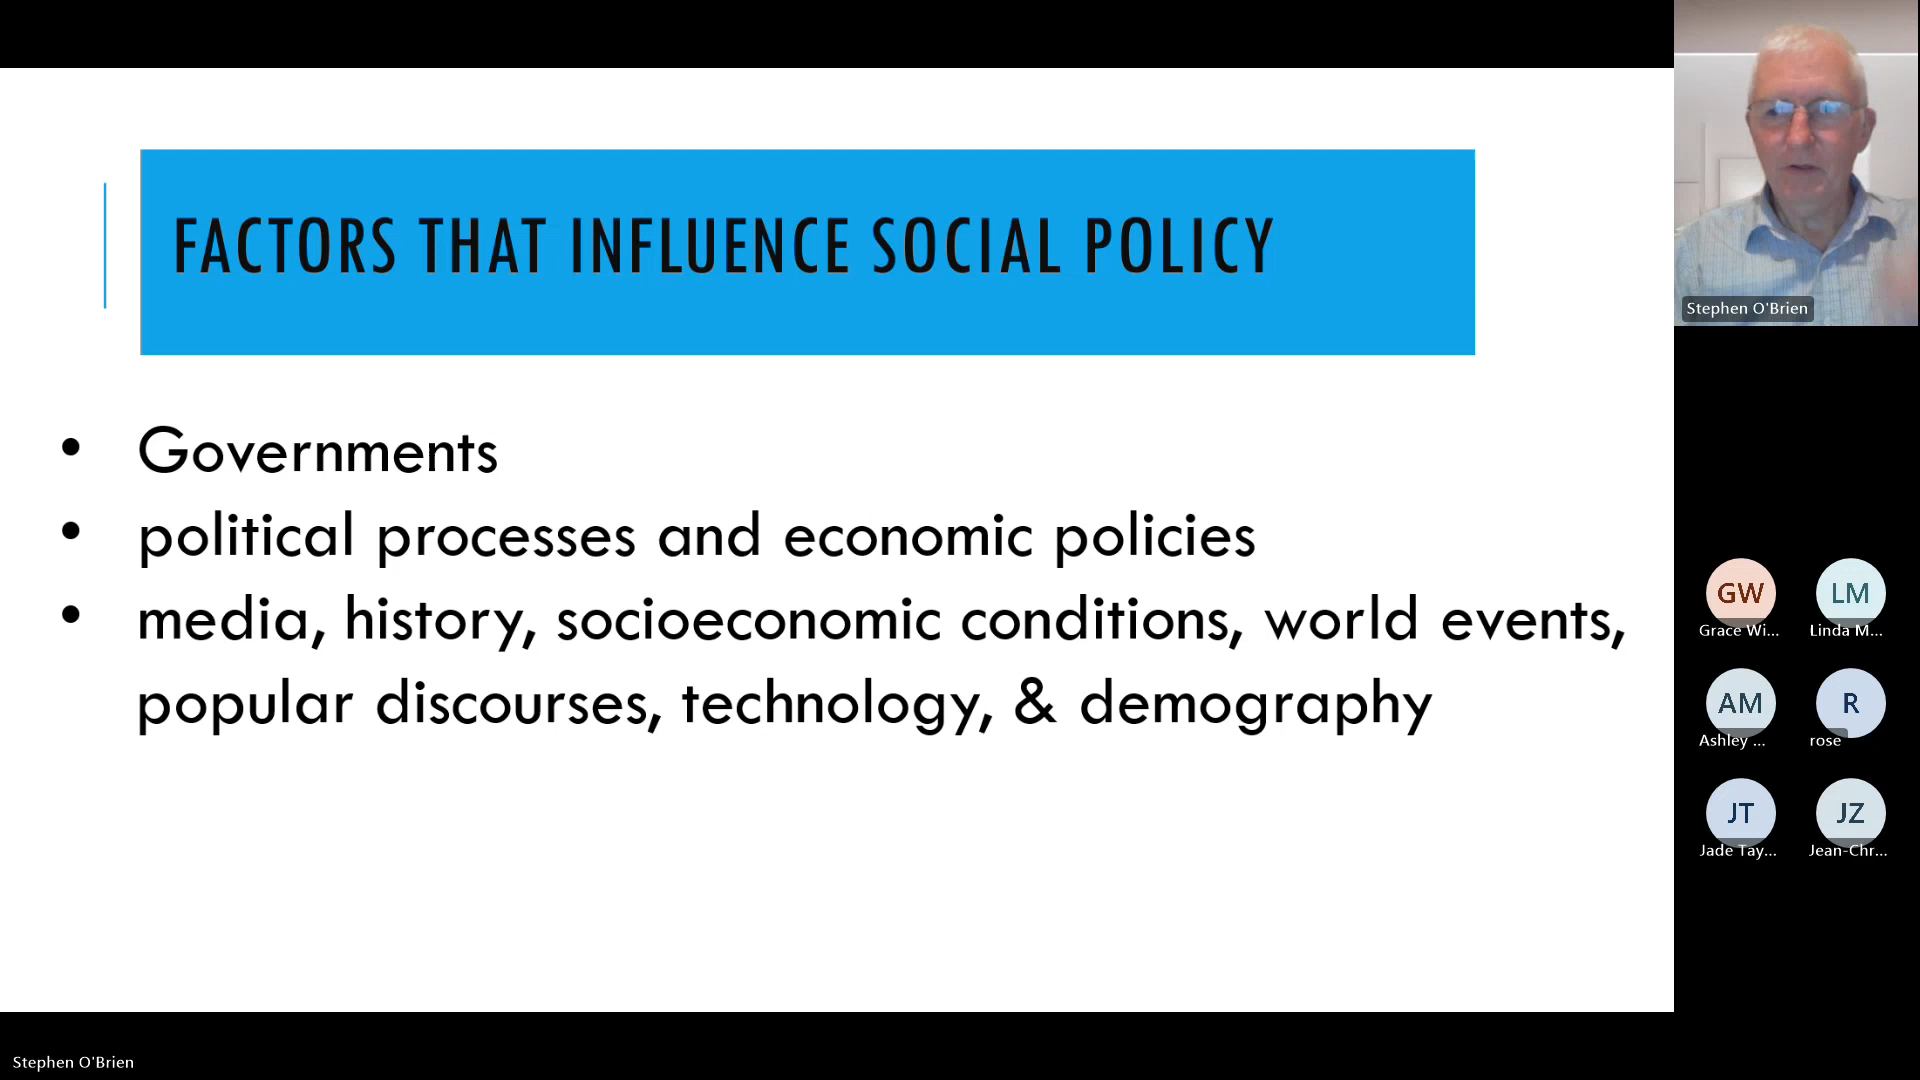 FACTORS THAT INFLUENCE SOCIAL POLICY
• Governments
• political processes and economic policies
• media, history, socioeconomic conditions, world events,
popular discourses, technology, & demography
Stephen O'Brien
GW
LM
Grace Wi...
Linda M...
AM
R
Ashley ...
rose
JT
JZ
Jade Tay...
Jean-Chr...
Stephen O'Brien